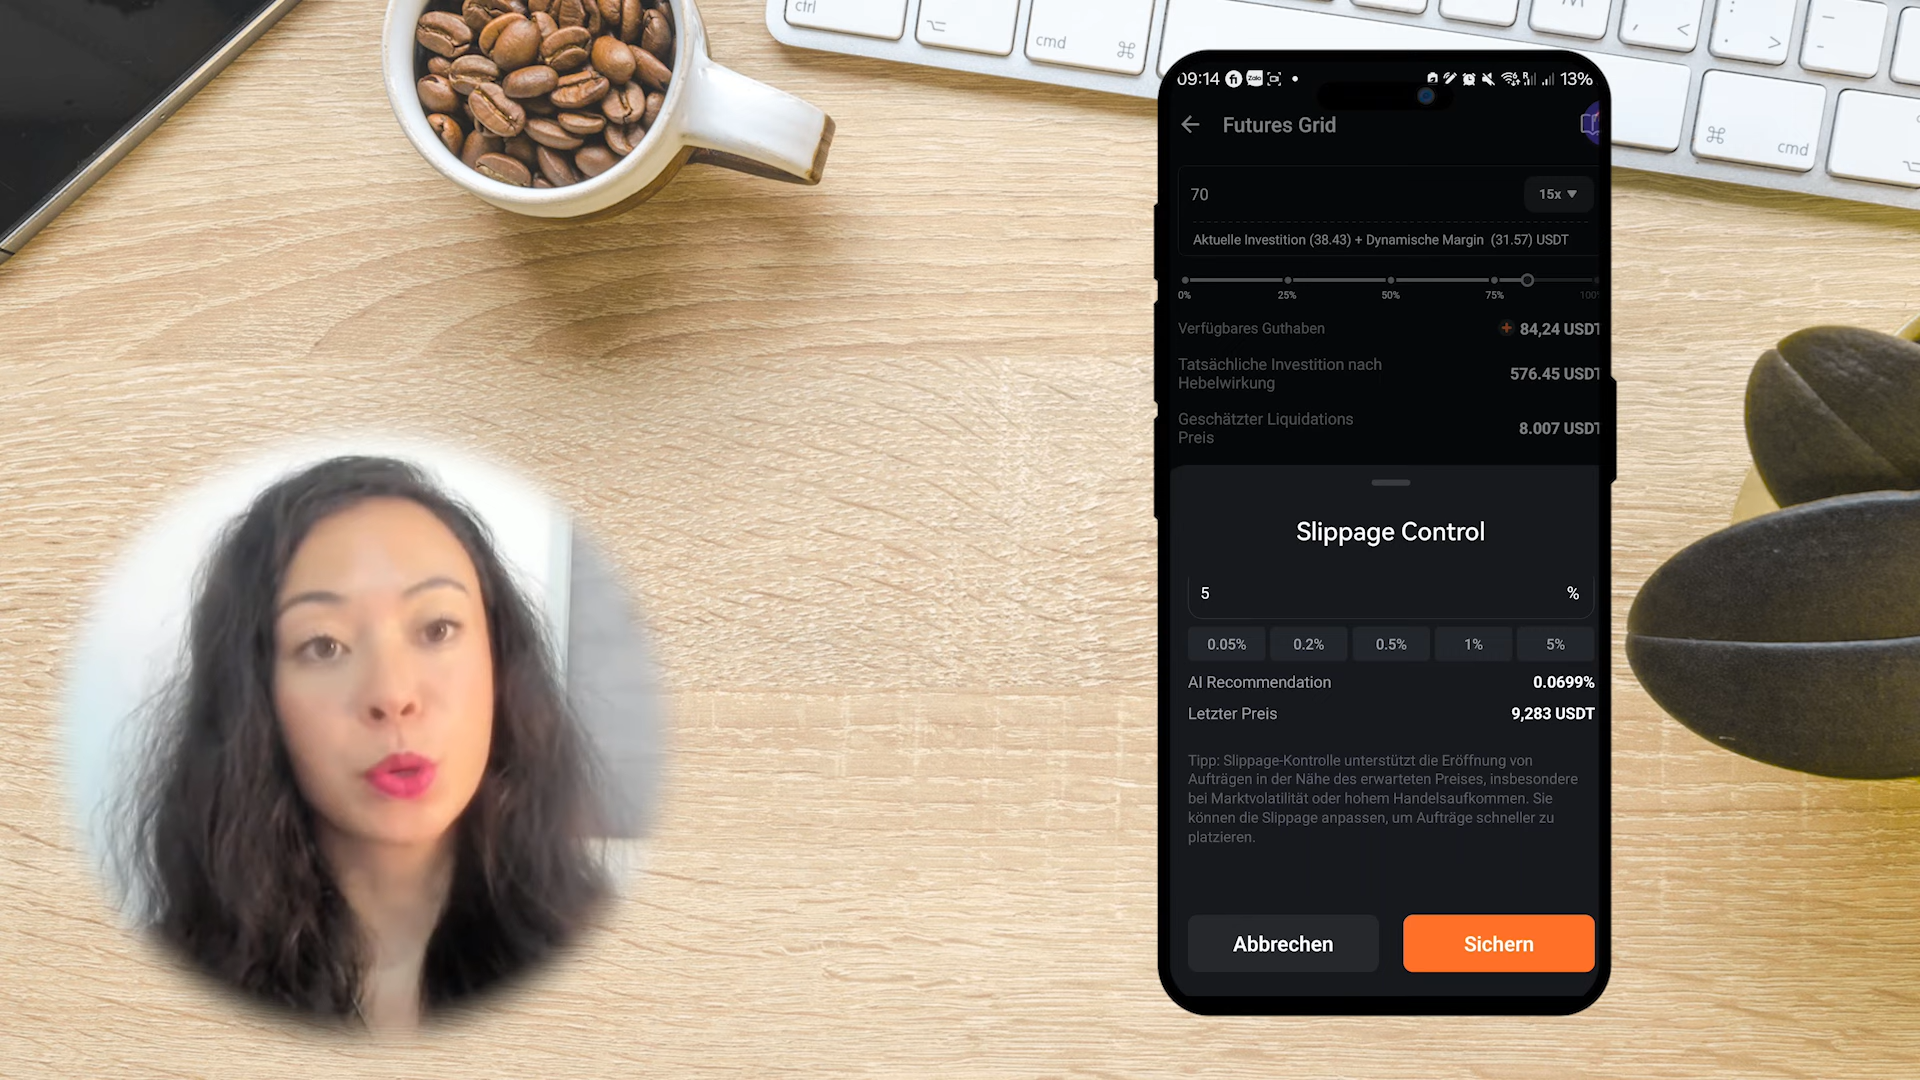 ctrl
cmd
cmd
09:14
13%
Futures Grid
70
15x
Aktuelle Investition (38.43) + Dynamische Margin (31.57) USDT
0%
25%
50%
75%
Verfügbares Guthaben
84,24 USDT
Tatsächliche Investition nach
Hebelwirkung
576.45 USDT
Geschätzter Liquidations
Preis
8.007 USDT
Slippage Control
5
%
0.05%
0.2%
0.5%
1%
5%
AI Recommendation
0.0699%
Letzter Preis
9,283 USDT
Tipp: Slippage-Kontrolle unterstützt die Eröffnung von
Aufträgen in der Nähe des erwarteten Preises, insbesondere
bei Marktvolatilität oder hohem Handelsaufkommen. Sie
können die Slippage anpassen, um Aufträge schneller zu
platzieren.
Abbrechen
Sichern